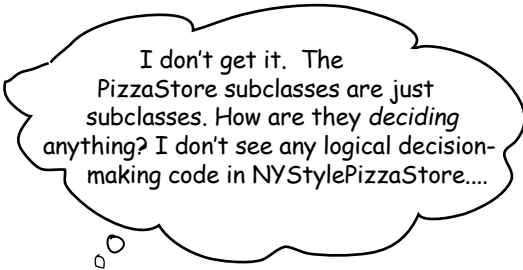 I don't get it.  The
PizzaStore subclasses are just
subclasses. How are they deciding
anything? I don't see any logical decision-
making code in NYStylePizzaStore....